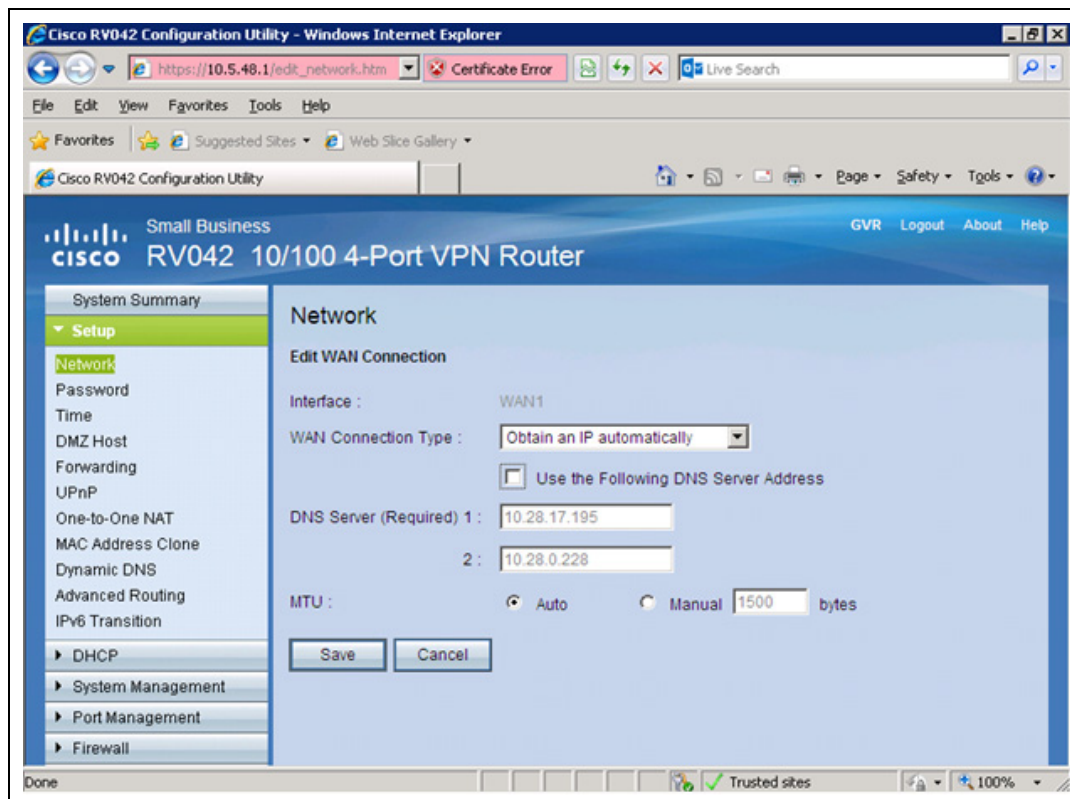 Cisco RV042 Configuration Utility - Windows Internet Explorer
https://10.5.48.1/edit_network.htm Certificate Error Live Search
File Edit View Favorites Tools Help
Favorites Suggested Sites Web Slice Gallery
Cisco RV042 Configuration Utility Page Safety Tools
Small Business GVR Logout About Help
CISCO RV042 10/100 4-Port VPN Router
System Summary
Setup
Network
Password
Time
DMZ Host
Forwarding
UPnP
One-to-One NAT
MAC Address Clone
Dynamic DNS
Advanced Routing
IPv6 Transition
DHCP
System Management
Port Management
Firewall
Network
Edit WAN Connection
Interface : WAN1
WAN Connection Type : Obtain an IP automatically
Use the Following DNS Server Address
DNS Server (Required) 1 : 10.28.17.195
2 : 10.28.0.228
MTU : Auto Manual 1500 bytes
Save Cancel
Done Trusted sites 100%